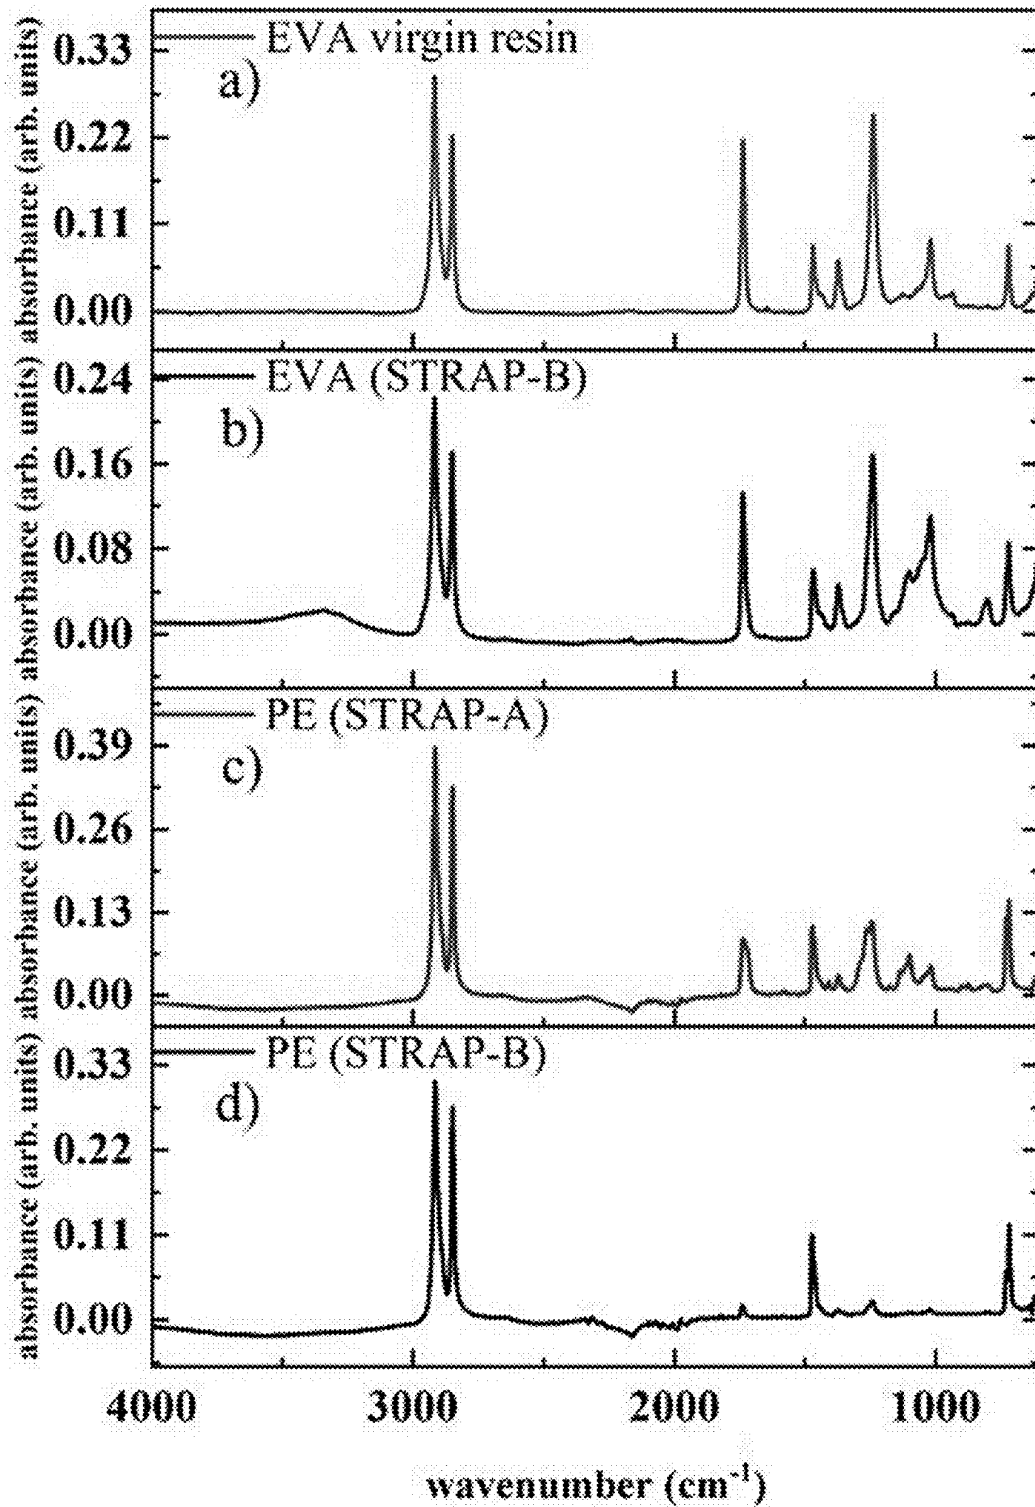 EVA virgin resin
a)
0.33
0.22
0.11
0.00
absorbance (arb. units)
EVA (STRAP-B)
b)
0.24
0.16
0.08
0.00
absorbance (arb. units)
PE (STRAP-A)
c)
0.39
0.26
0.13
0.00
absorbance (arb. units)
PE (STRAP-B)
d)
0.33
0.22
0.11
0.00
absorbance (arb. units)
4000 3000 2000 1000
wavenumber (cm⁻¹)